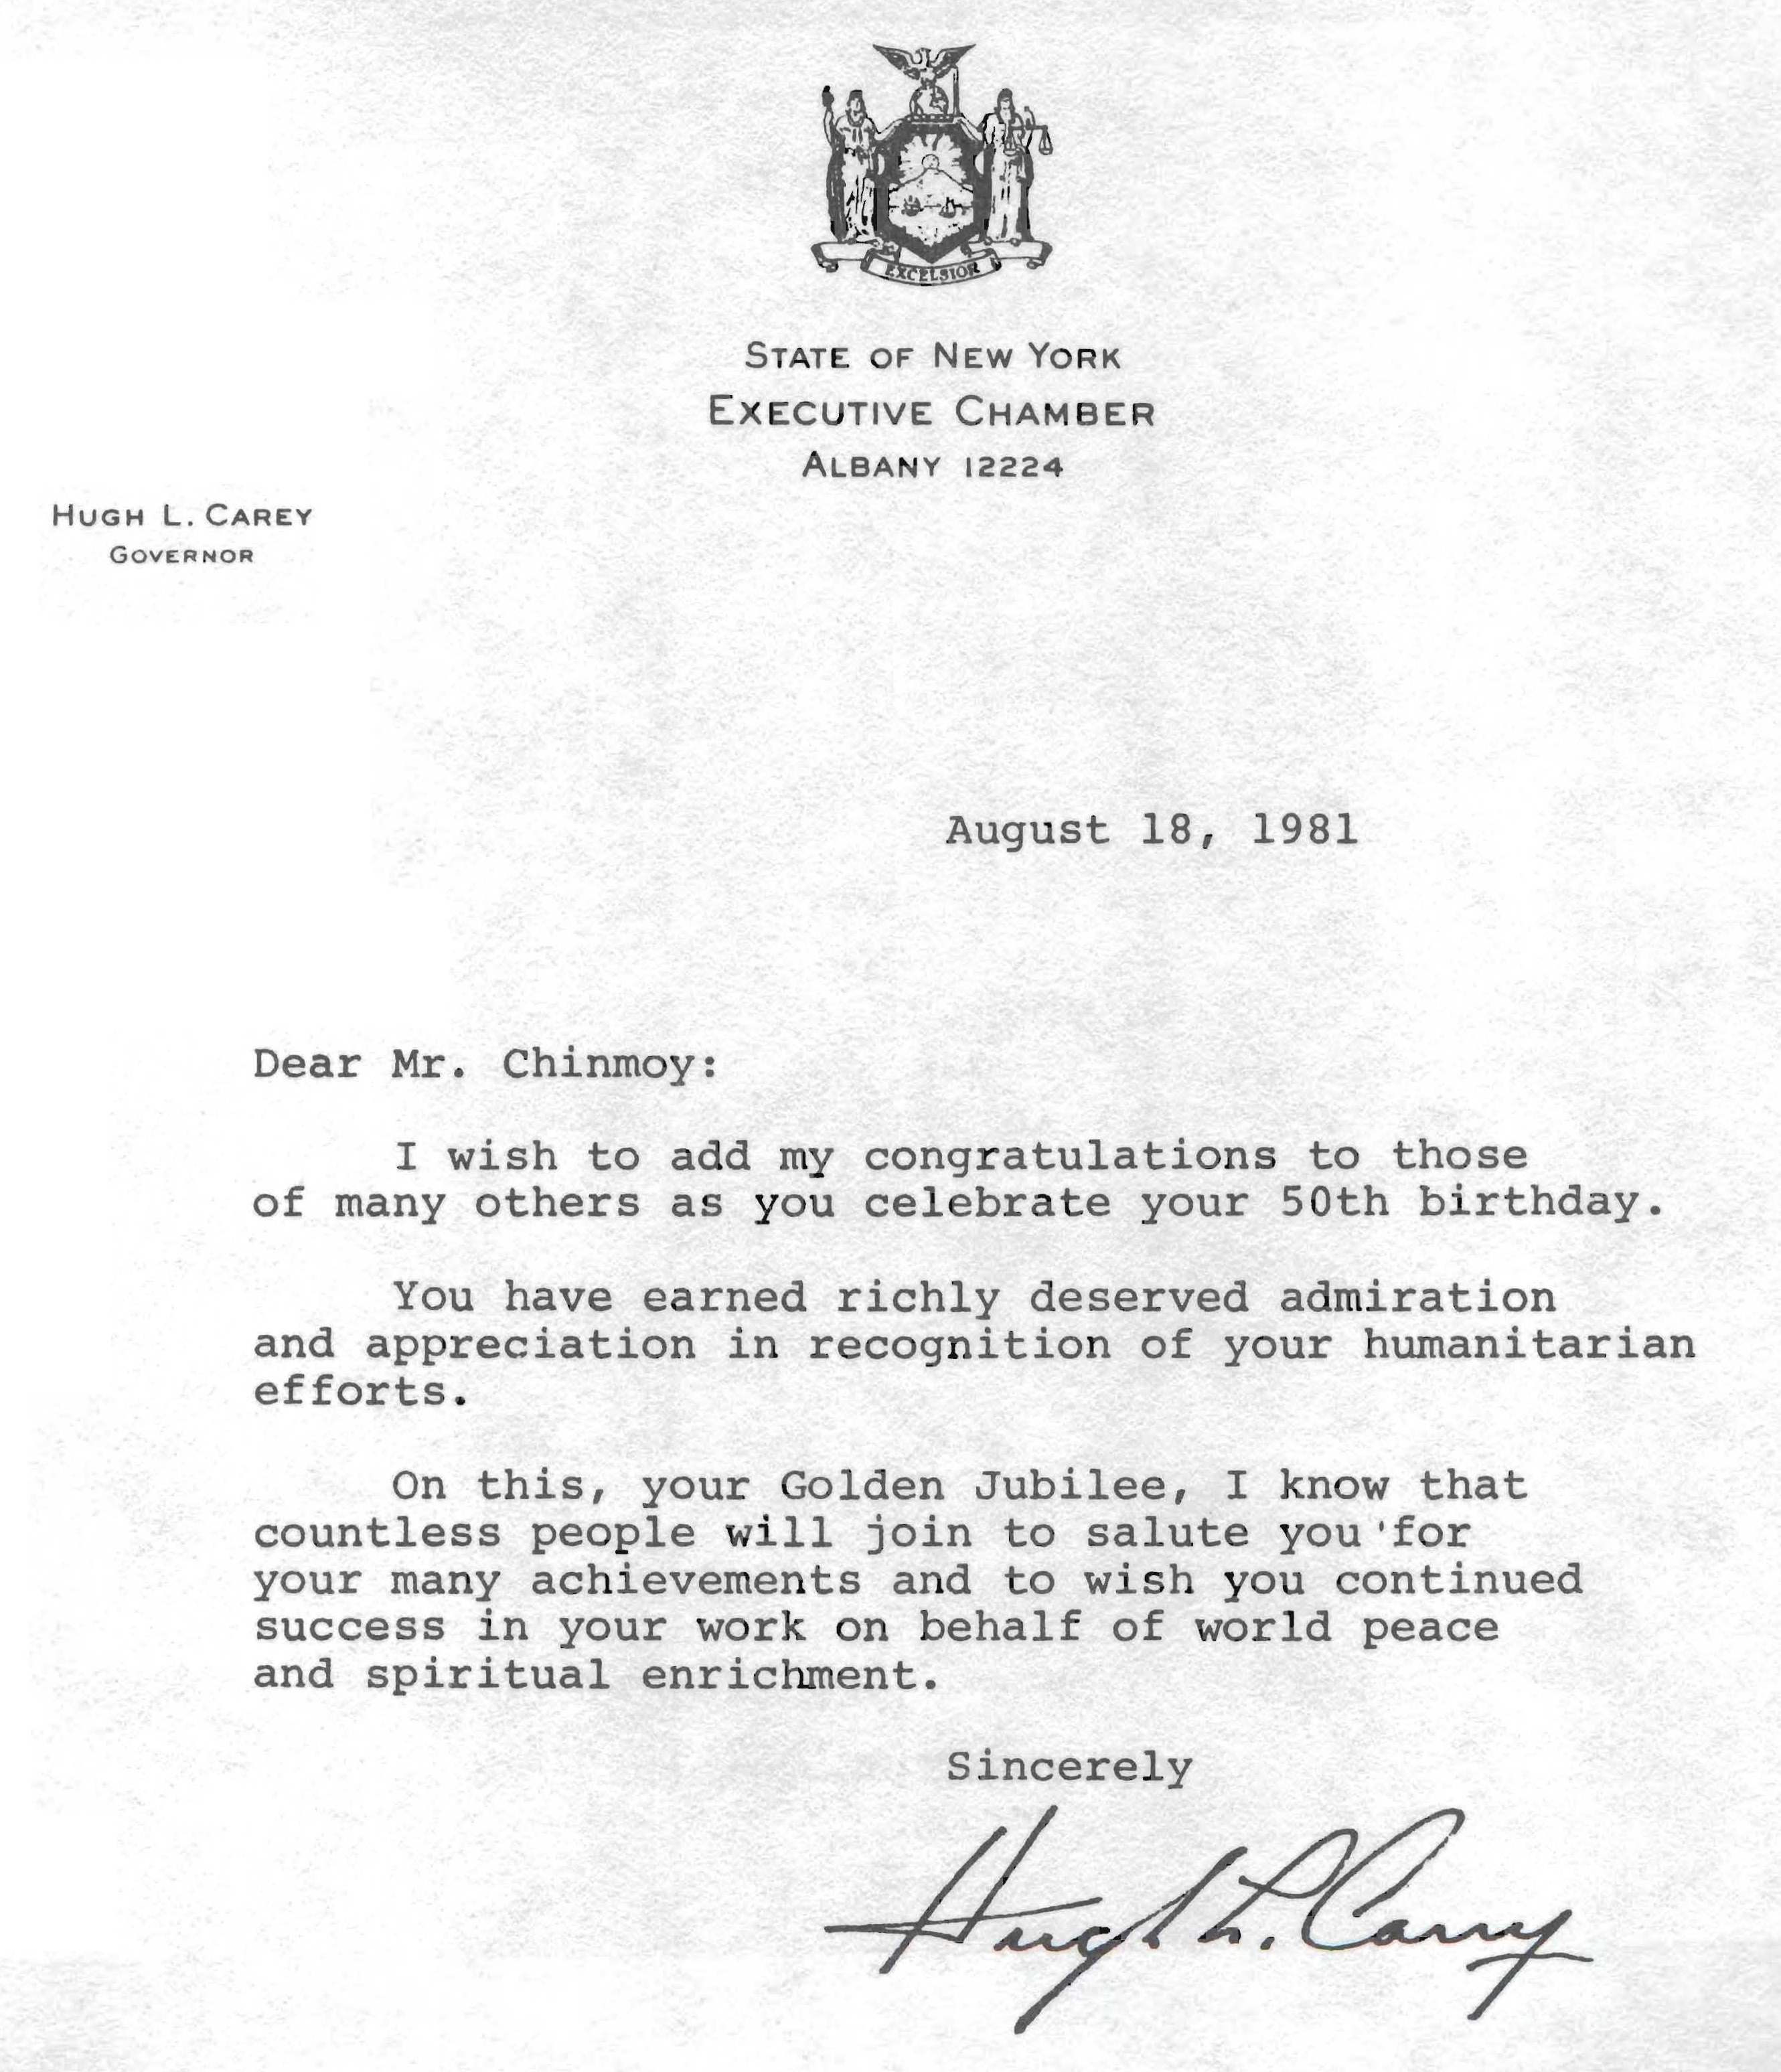 EXCELSIOR
STATE OF NEW YORK
EXECUTIVE CHAMBER
ALBANY 12224
HUGH L. CAREY
GOVERNOR
August 18, 1981
Dear Mr. Chinmoy:
I wish to add my congratulations to those
of many others as you celebrate your 50th birthday.
You have earned richly deserved admiration
and appreciation in recognition of your humanitarian
efforts.
On this, your Golden Jubilee, I know that
countless people will join to salute you for
your many achievements and to wish you continued
success in your work on behalf of world peace
and spiritual enrichment.
Sincerely
Hugh L. Carey